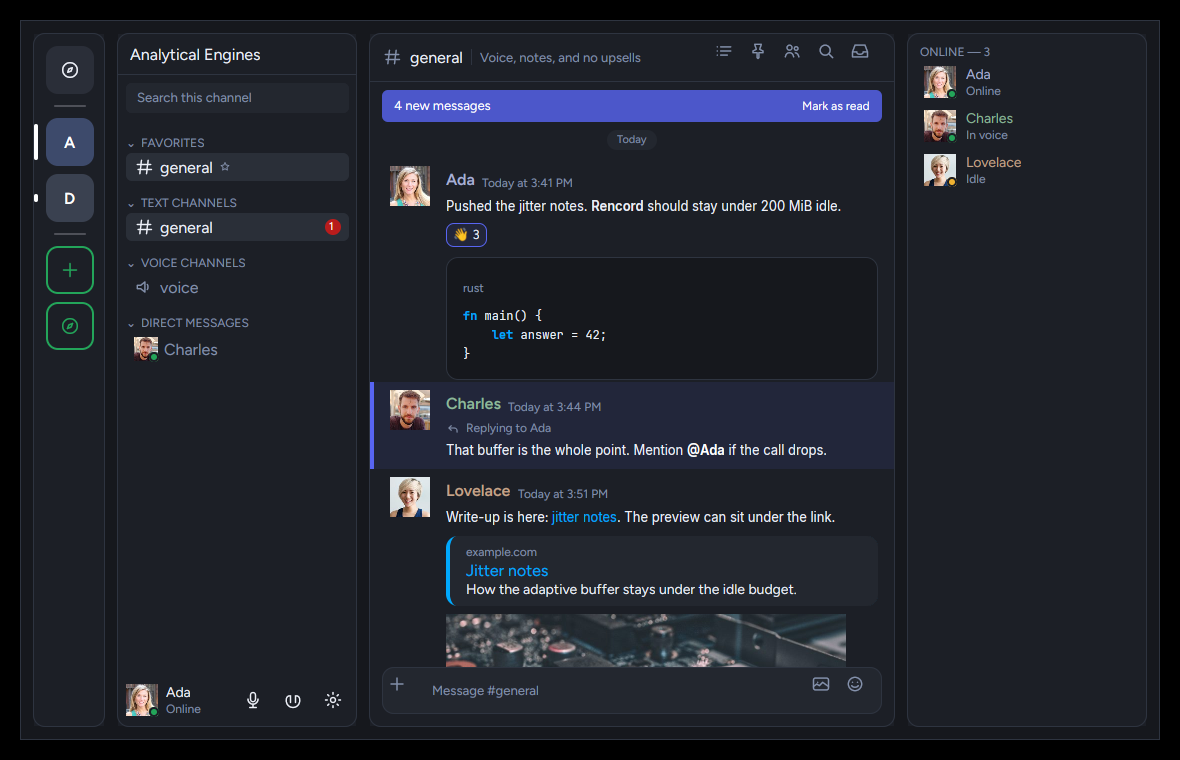 Analytical Engines
Search this channel
A
D
FAVORITES
# general
TEXT CHANNELS
# general 1
VOICE CHANNELS
voice
DIRECT MESSAGES
Charles
Ada
Online
# general Voice, notes, and no upsells
4 new messages Mark as read
Today
Ada Today at 3:41 PM
Pushed the jitter notes. Rencord should stay under 200 MiB idle.
👋 3
rust
fn main() {
    let answer = 42;
}
Charles Today at 3:44 PM
Replying to Ada
That buffer is the whole point. Mention @Ada if the call drops.
Lovelace Today at 3:51 PM
Write-up is here: jitter notes. The preview can sit under the link.
example.com
Jitter notes
How the adaptive buffer stays under the idle budget.
Message #general
ONLINE — 3
Ada
Online
Charles
In voice
Lovelace
Idle